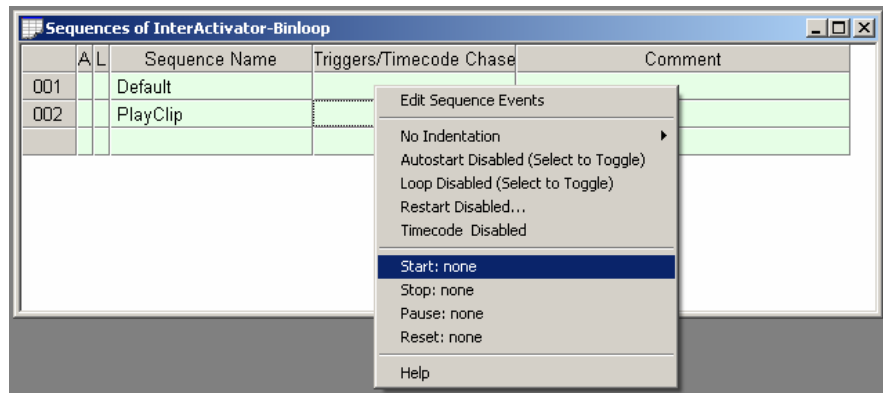 Sequences of InterActivator-Binloop
A L Sequence Name Triggers/Timecode Chase Comment
001 Default
002 PlayClip
Edit Sequence Events
No Indentation
Autostart Disabled (Select to Toggle)
Loop Disabled (Select to Toggle)
Restart Disabled...
Timecode Disabled
Start: none
Stop: none
Pause: none
Reset: none
Help